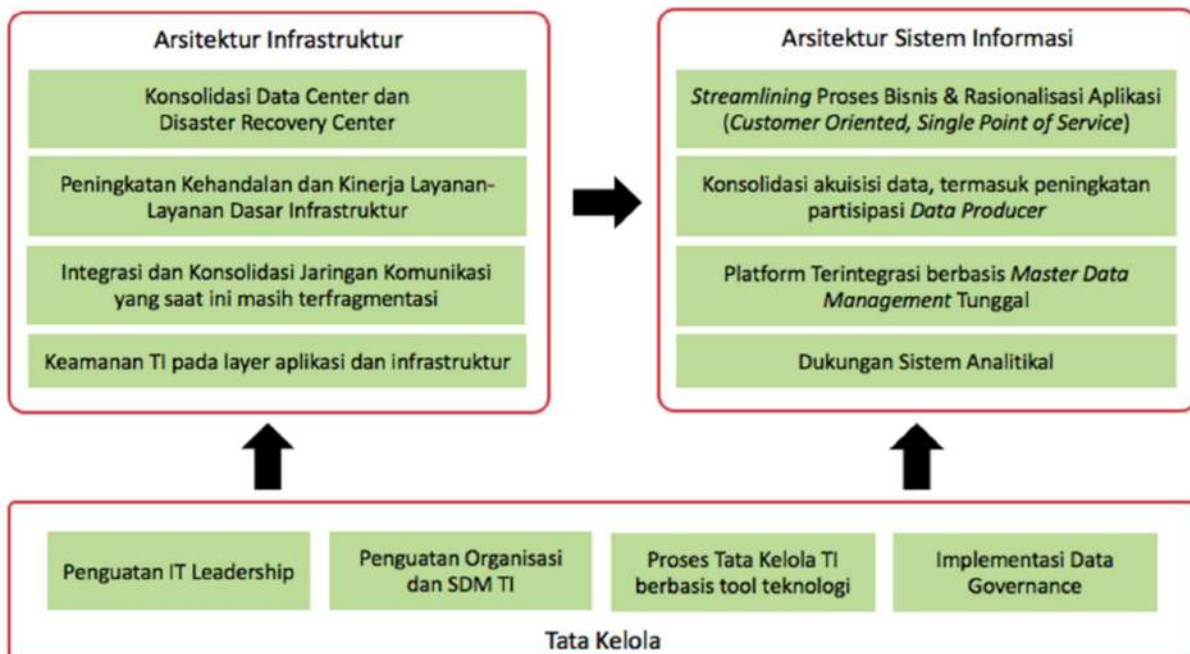 Arsitektur Infrastruktur
Konsolidasi Data Center dan
Disaster Recovery Center
Peningkatan Kehandalan dan Kinerja Layanan-
Layanan Dasar Infrastruktur
Integrasi dan Konsolidasi Jaringan Komunikasi
yang saat ini masih terfragmentasi
Keamanan TI pada layer aplikasi dan infrastruktur
Arsitektur Sistem Informasi
Streamlining Proses Bisnis & Rasionalisasi Aplikasi
(Customer Oriented, Single Point of Service)
Konsolidasi akuisisi data, termasuk peningkatan
partisipasi Data Producer
Platform Terintegrasi berbasis Master Data
Management Tunggal
Dukungan Sistem Analitikal
Penguatan IT Leadership
Penguatan Organisasi
dan SDM TI
Proses Tata Kelola TI
berbasis tool teknologi
Implementasi Data
Governance
Tata Kelola